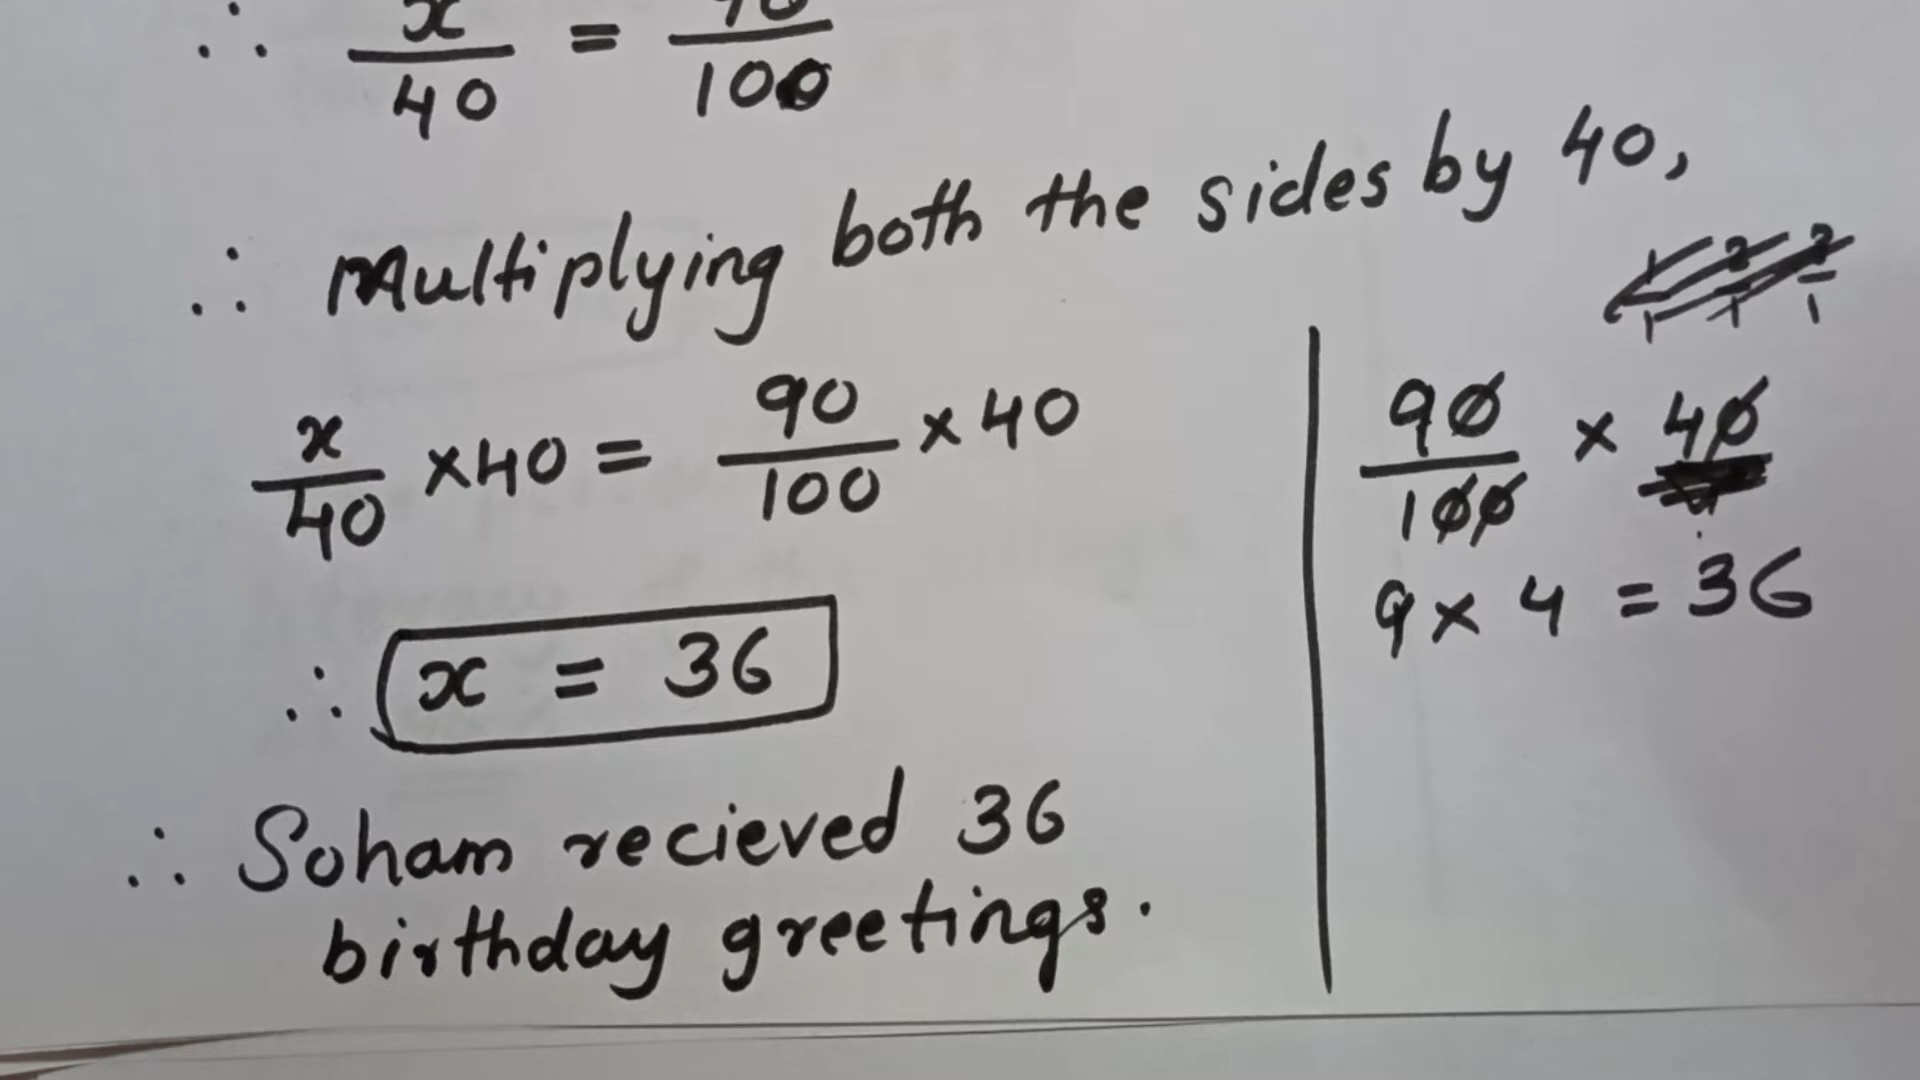 ∴ x/40 = 90/100
∴ Multiplying both the sides by 40,
x/40 ×40 = 90/100 × 40
∴ x = 36
∴ Soham recieved 36
birthday greetings.
90/100 × 40
9 × 4 = 36